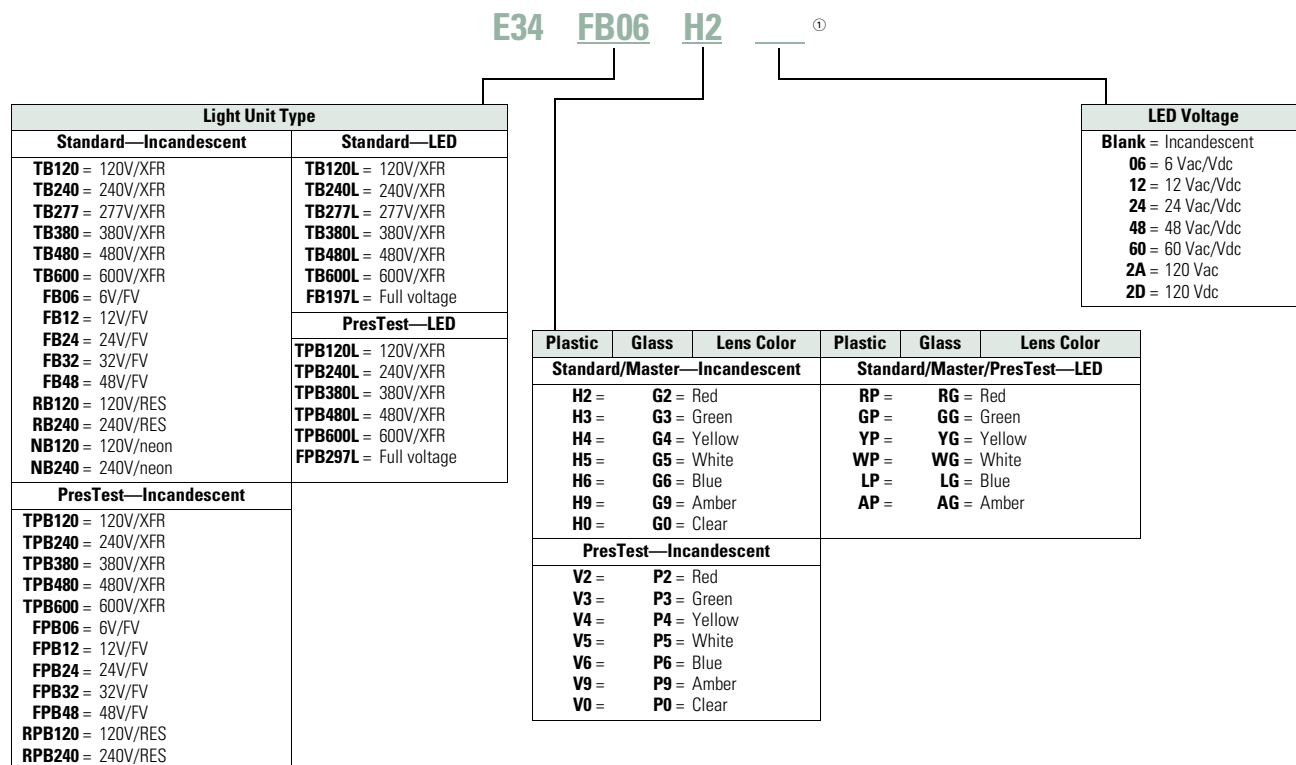 E34 FB06 H2 ___ ①
Light Unit Type
Standard—Incandescent
TB120 = 120V/XFR
TB240 = 240V/XFR
TB277 = 277V/XFR
TB380 = 380V/XFR
TB480 = 480V/XFR
TB600 = 600V/XFR
FB06 = 6V/FV
FB12 = 12V/FV
FB24 = 24V/FV
FB32 = 32V/FV
FB48 = 48V/FV
RB120 = 120V/RES
RB240 = 240V/RES
NB120 = 120V/neon
NB240 = 240V/neon
PresTest—Incandescent
TPB120 = 120V/XFR
TPB240 = 240V/XFR
TPB380 = 380V/XFR
TPB480 = 480V/XFR
TPB600 = 600V/XFR
FPB06 = 6V/FV
FPB12 = 12V/FV
FPB24 = 24V/FV
FPB32 = 32V/FV
FPB48 = 48V/FV
RPB120 = 120V/RES
RPB240 = 240V/RES
Standard—LED
TB120L = 120V/XFR
TB240L = 240V/XFR
TB277L = 277V/XFR
TB380L = 380V/XFR
TB480L = 480V/XFR
TB600L = 600V/XFR
FB197L = Full voltage
PresTest—LED
TPB120L = 120V/XFR
TPB240L = 240V/XFR
TPB380L = 380V/XFR
TPB480L = 480V/XFR
TPB600L = 600V/XFR
FPB297L = Full voltage
Plastic Glass Lens Color
Standard/Master—Incandescent
H2 = G2 = Red
H3 = G3 = Green
H4 = G4 = Yellow
H5 = G5 = White
H6 = G6 = Blue
H9 = G9 = Amber
H0 = G0 = Clear
PresTest—Incandescent
V2 = P2 = Red
V3 = P3 = Green
V4 = P4 = Yellow
V5 = P5 = White
V6 = P6 = Blue
V9 = P9 = Amber
V0 = P0 = Clear
Plastic Glass Lens Color
Standard/Master/PresTest—LED
RP = RG = Red
GP = GG = Green
YP = YG = Yellow
WP = WG = White
LP = LG = Blue
AP = AG = Amber
LED Voltage
Blank = Incandescent
06 = 6 Vac/Vdc
12 = 12 Vac/Vdc
24 = 24 Vac/Vdc
48 = 48 Vac/Vdc
60 = 60 Vac/Vdc
2A = 120 Vac
2D = 120 Vdc